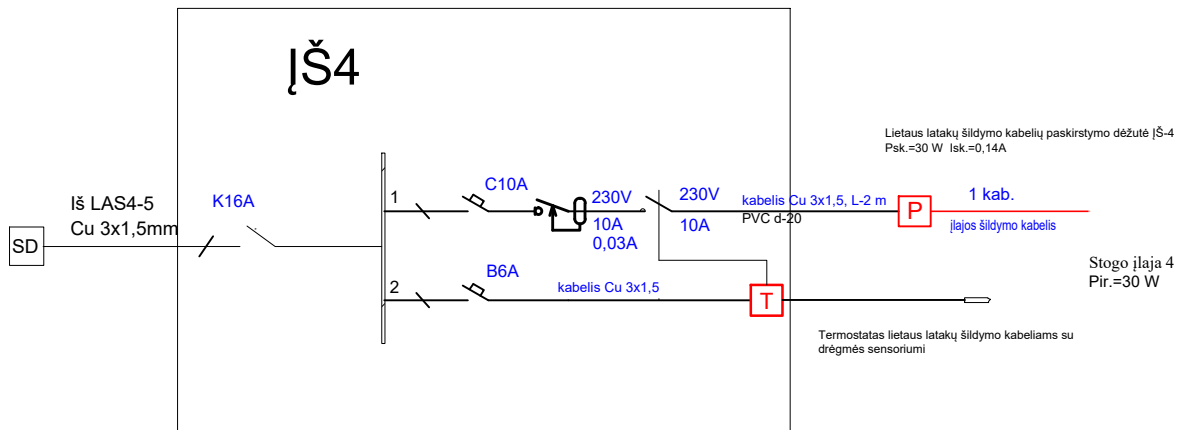 ĮŠ4
Lietaus latakų šildymo kabelių paskirstymo dėžutė ĮŠ-4
Psk.=30 W Isk.=0,14A
Iš LAS4-5
Cu 3x1,5mm
SD
K16A
1
C10A
230V
10A
0,03A
230V
10A
kabelis Cu 3x1,5, L-2 m
PVC d-20
P
1 kab.
įlajos šildymo kabelis
Stogo įlaja 4
Pir.=30 W
2
B6A
kabelis Cu 3x1,5
T
Termostatas lietaus latakų šildymo kabeliams su
drėgmės sensoriumi